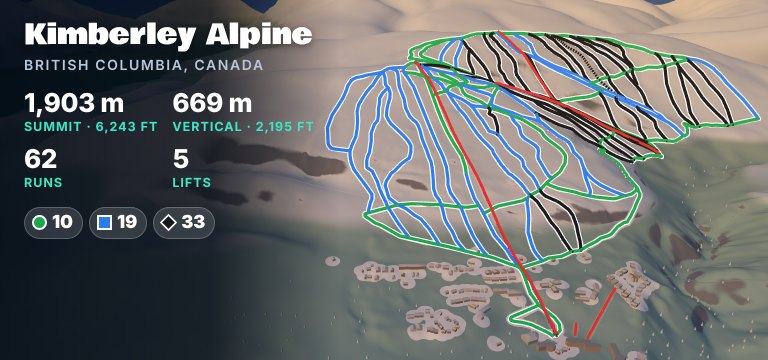 Kimberley Alpine
BRITISH COLUMBIA, CANADA
1,903 m 669 m
SUMMIT · 6,243 FT VERTICAL · 2,195 FT
62 5
RUNS LIFTS
10 19 33